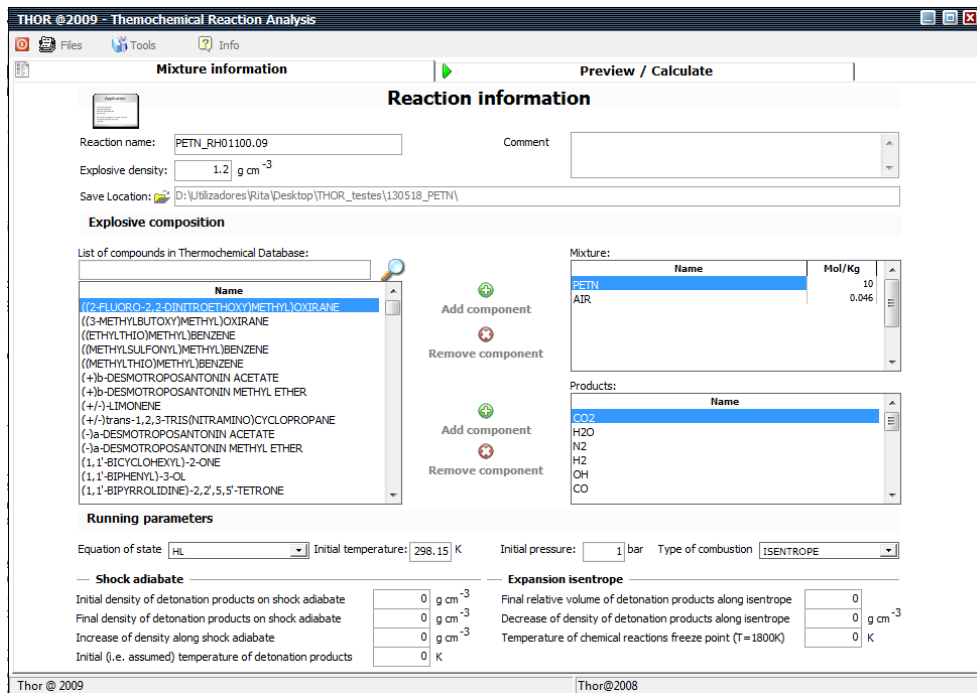 THOR @2009 - Themochemical Reaction Analysis
Files Tools Info
Mixture information Preview / Calculate
Application
Reaction information
Reaction name: PETN_RH01100.09 Comment
Explosive density: 1.2 g cm-3
Save Location: D:\Utilizadores\Rita\Desktop\THOR_testes\130518_PETN\
Explosive composition
List of compounds in Thermochemical Database:
Name
((2-FLUORO-2,2-DINITROETHOXY)METHYL)OXIRANE
((3-METHYLBUTOXY)METHYL)OXIRANE
((ETHYLTHIO)METHYL)BENZENE
((METHYLSULFONYL)METHYL)BENZENE
((METHYLTHIO)METHYL)BENZENE
(+)b-DESMOTROPOSANTONIN ACETATE
(+)b-DESMOTROPOSANTONIN METHYL ETHER
(+/-)-LIMONENE
(+/-)trans-1,2,3-TRIS(NITRAMINO)CYCLOPROPANE
(-)a-DESMOTROPOSANTONIN ACETATE
(-)a-DESMOTROPOSANTONIN METHYL ETHER
(1,1'-BICYCLOHEXYL)-2-ONE
(1,1'-BIPHENYL)-3-OL
(1,1'-BIPYRROLIDINE)-2,2',5,5'-TETRONE
Add component
Remove component
Add component
Remove component
Mixture:
Name Mol/Kg
PETN 10
AIR 0.046
Products:
Name
CO2
H2O
N2
H2
OH
CO
Running parameters
Equation of state HL Initial temperature: 298.15 K Initial pressure: 1 bar Type of combustion ISENTROPE
Shock adiabate
Initial density of detonation products on shock adiabate 0 g cm-3
Final density of detonation products on shock adiabate 0 g cm-3
Increase of density along shock adiabate 0 g cm-3
Initial (i.e. assumed) temperature of detonation products 0 K
Expansion isentrope
Final relative volume of detonation products along isentrope 0
Decrease of density of detonation products along isentrope 0 g cm-3
Temperature of chemical reactions freeze point (T=1800K) 0 K
Thor @ 2009 Thor@2008